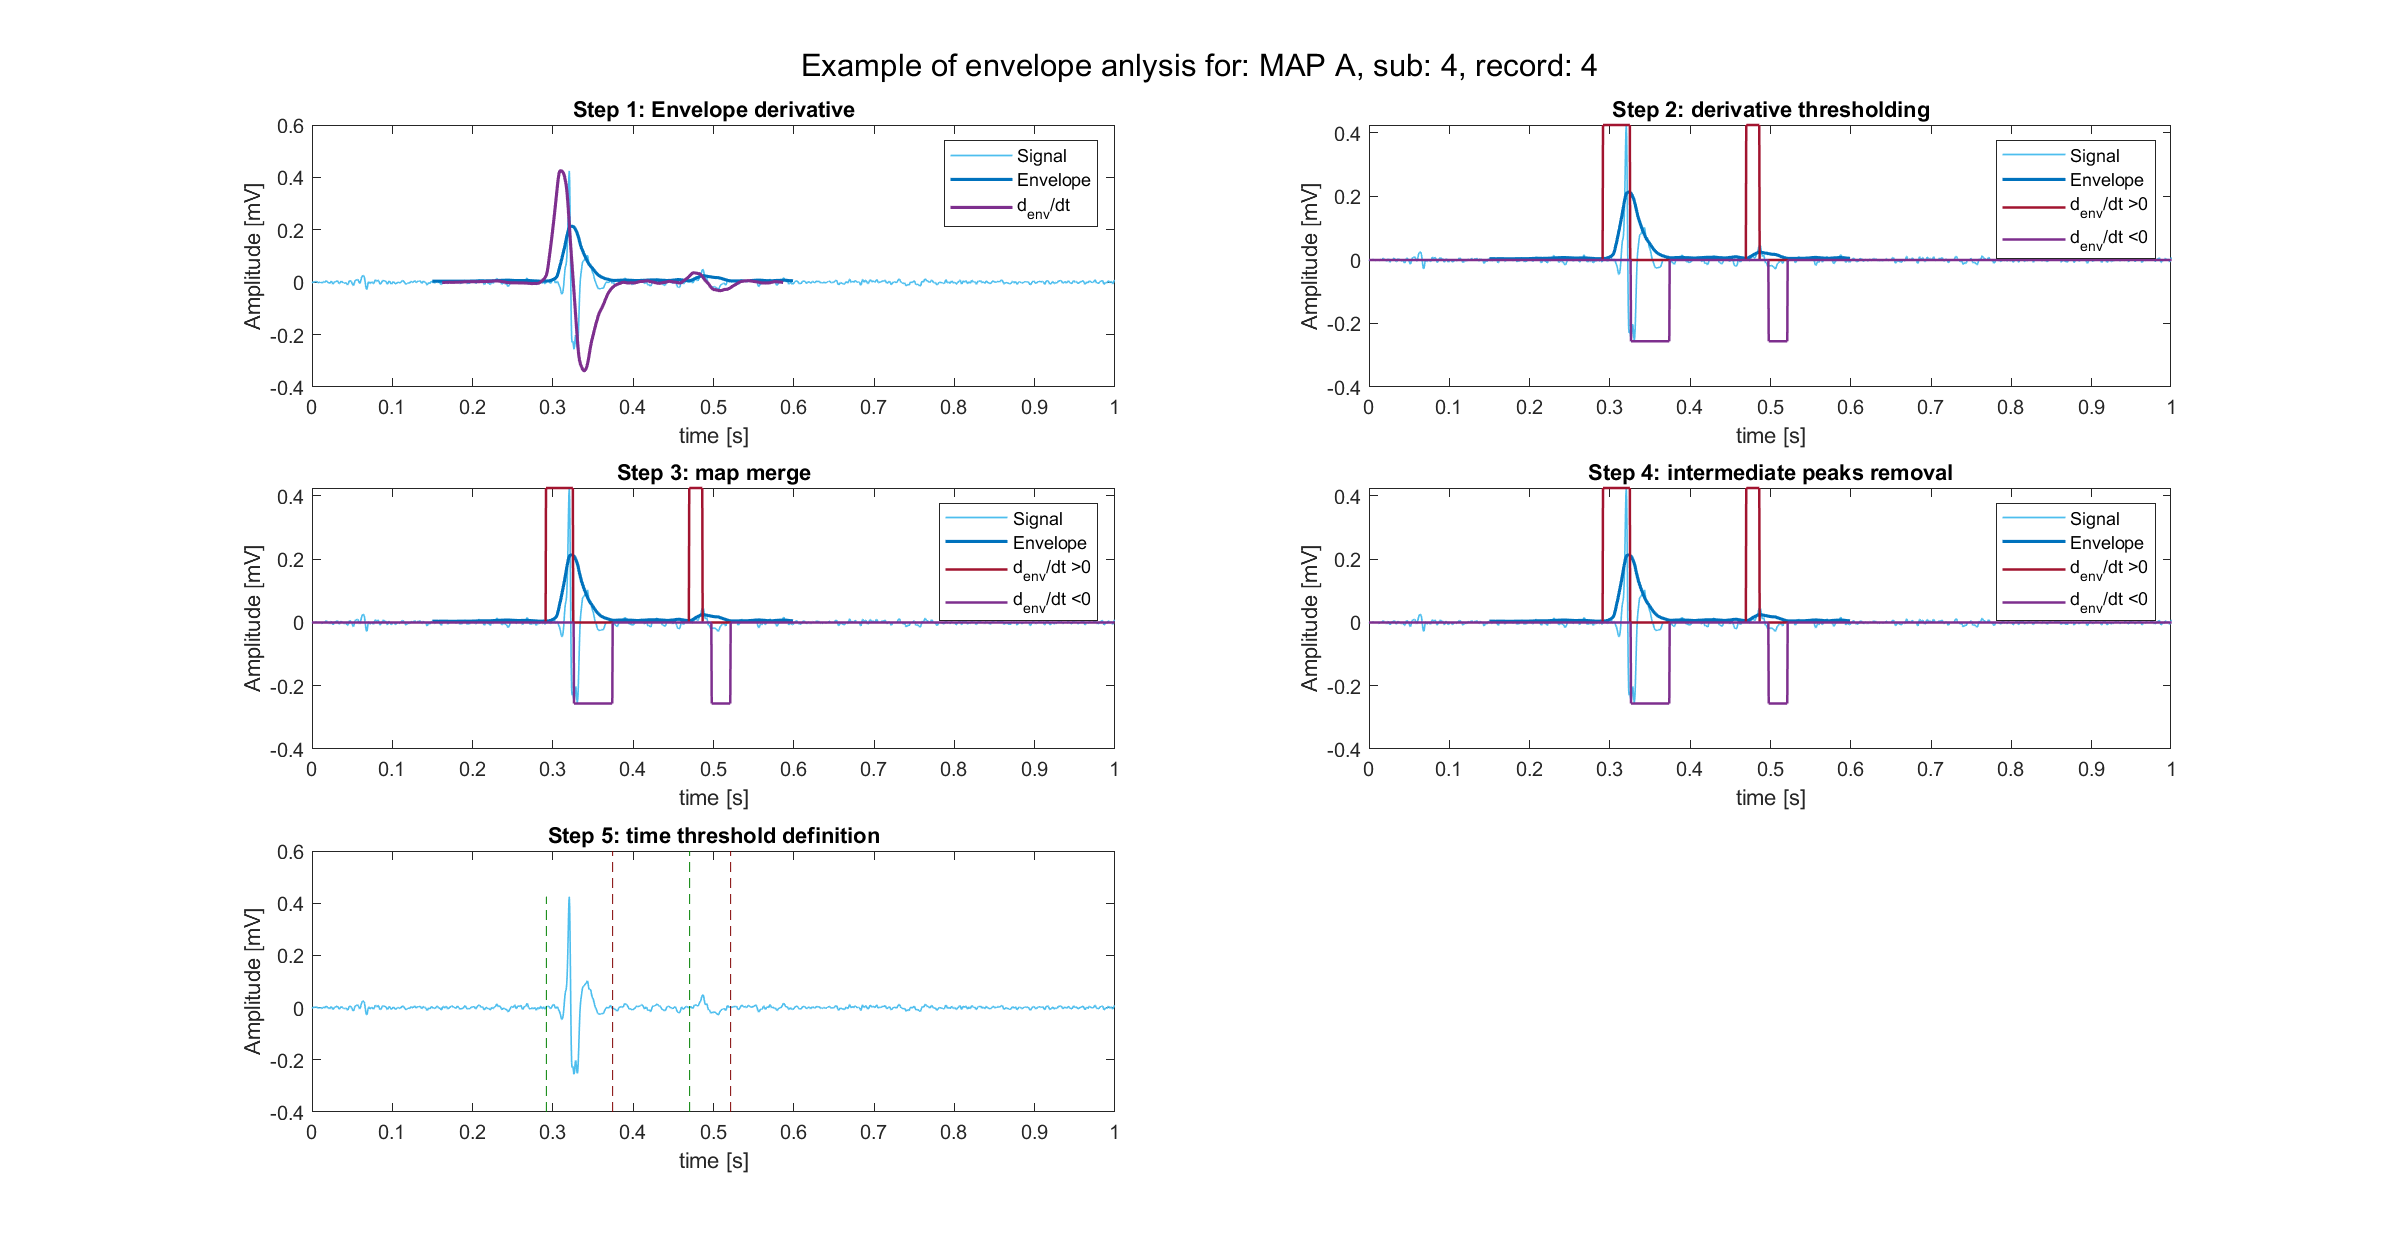 Example of envelope anlysis for: MAP A, sub: 4, record: 4
Step 1: Envelope derivative
0.6
0.4
0.2
0
-0.2
-0.4
Amplitude [mV]
0 0.1 0.2 0.3 0.4 0.5 0.6 0.7 0.8 0.9 1
time [s]
Signal
Envelope
d_env/dt
Step 2: derivative thresholding
0.4
0.2
0
-0.2
-0.4
Amplitude [mV]
0 0.1 0.2 0.3 0.4 0.5 0.6 0.7 0.8 0.9 1
time [s]
Signal
Envelope
d_env/dt >0
d_env/dt <0
Step 3: map merge
0.4
0.2
0
-0.2
-0.4
Amplitude [mV]
0 0.1 0.2 0.3 0.4 0.5 0.6 0.7 0.8 0.9 1
time [s]
Signal
Envelope
d_env/dt >0
d_env/dt <0
Step 4: intermediate peaks removal
0.4
0.2
0
-0.2
-0.4
Amplitude [mV]
0 0.1 0.2 0.3 0.4 0.5 0.6 0.7 0.8 0.9 1
time [s]
Signal
Envelope
d_env/dt >0
d_env/dt <0
Step 5: time threshold definition
0.6
0.4
0.2
0
-0.2
-0.4
Amplitude [mV]
0 0.1 0.2 0.3 0.4 0.5 0.6 0.7 0.8 0.9 1
time [s]